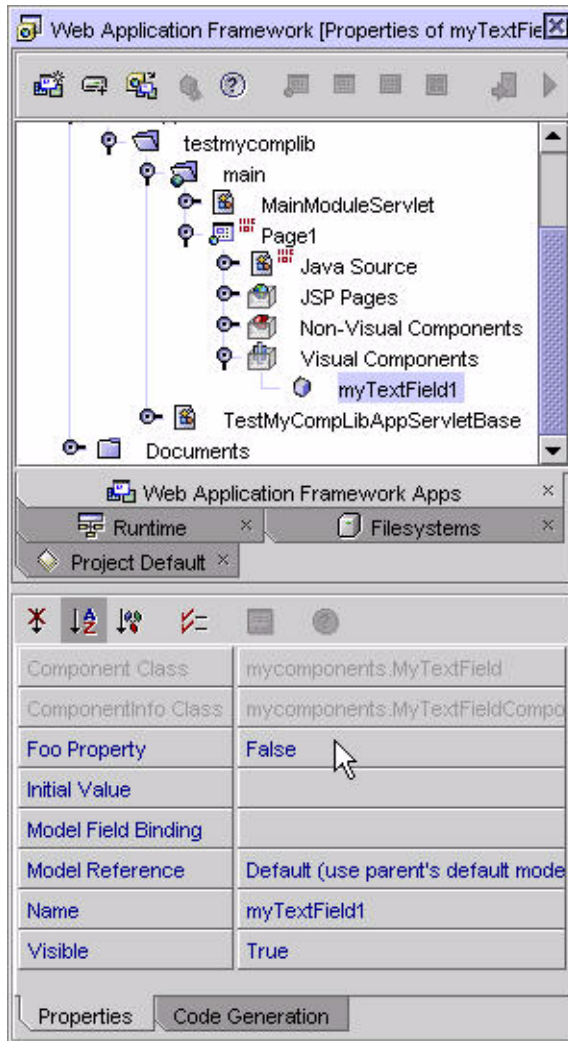 Web Application Framework [Properties of myTextFie
testmycomplib
main
MainModuleServlet
Page1
Java Source
JSP Pages
Non-Visual Components
Visual Components
myTextField1
TestMyCompLibAppServletBase
Documents
Web Application Framework Apps
Runtime Filesystems
Project Default
Component Class mycomponents.MyTextField
ComponentInfo Class mycomponents.MyTextFieldCompo
Foo Property False
Initial Value
Model Field Binding
Model Reference Default (use parent's default mode
Name myTextField1
Visible True
Properties Code Generation